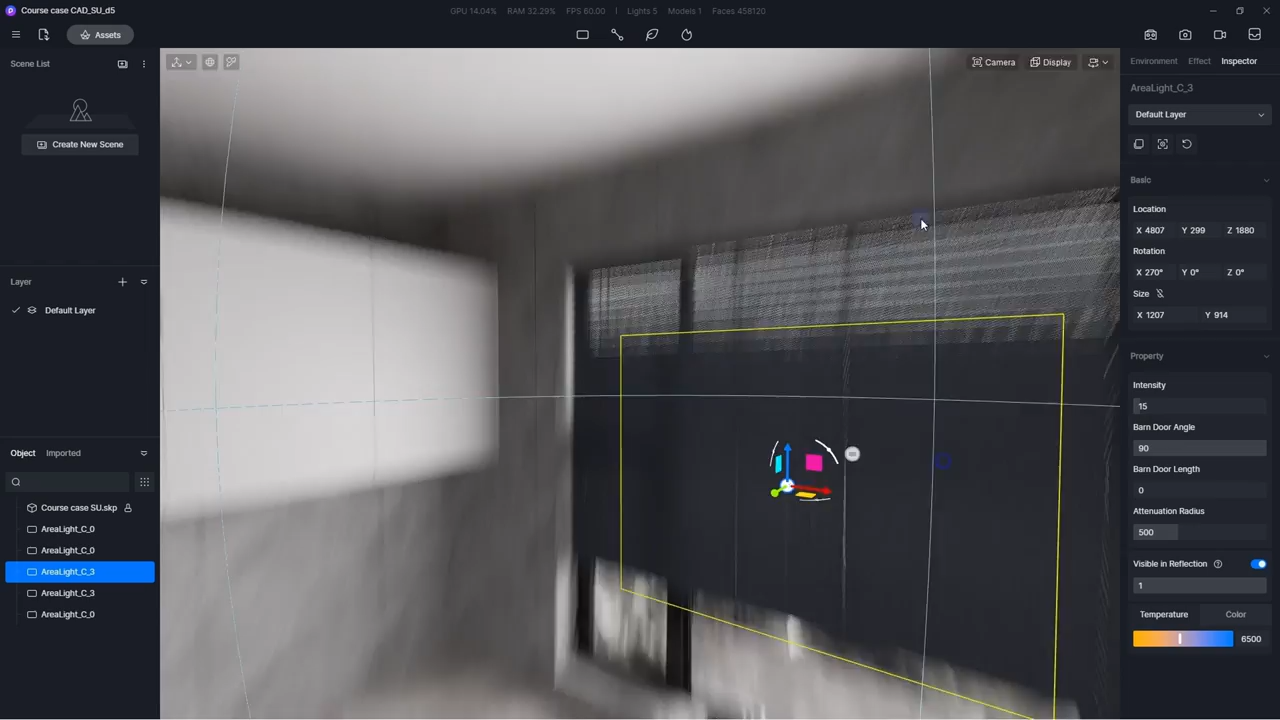 Course case CAD_SU_d5
GPU 14.04% RAM 32.29% FPS 60.00 | Lights 5 Models 1 Faces 458120
Assets
Scene List
Create New Scene
Layer
Default Layer
Object Imported
Course case SU.skp
AreaLight_C_0
AreaLight_C_0
AreaLight_C_3
AreaLight_C_3
AreaLight_C_0
Camera Display
Environment Effect Inspector
AreaLight_C_3
Default Layer
Basic
Location
X 4807 Y 299 Z 1880
Rotation
X 270° Y 0° Z 0°
Size
X 1207 Y 914
Property
Intensity
15
Barn Door Angle
90
Barn Door Length
0
Attenuation Radius
500
Visible in Reflection
1
Temperature Color
6500